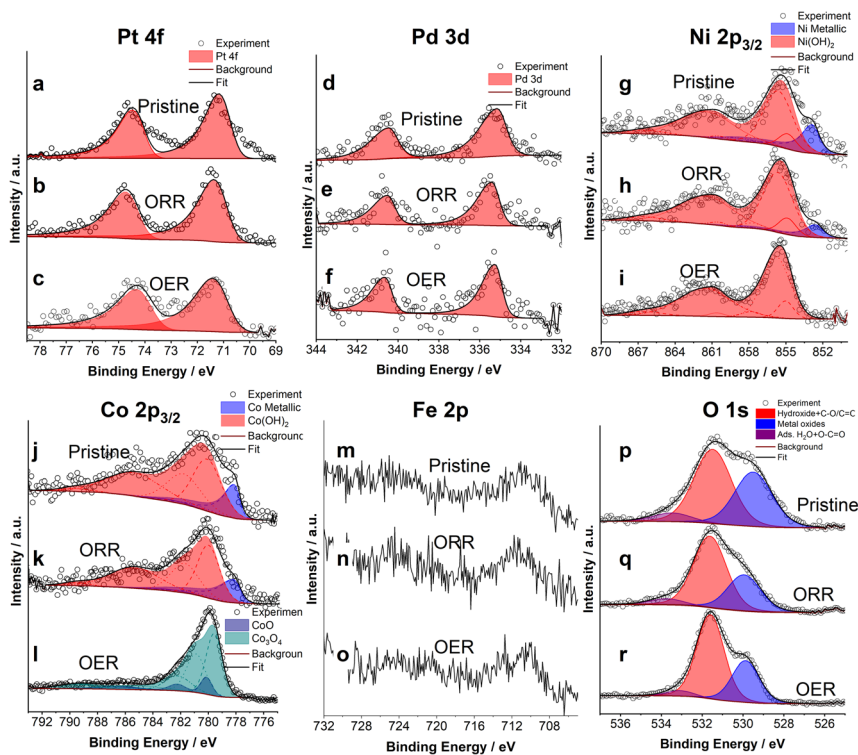 Pt 4f
Experiment
Pt 4f
Background
Fit
a
Pristine
b
ORR
c
OER
Intensity / a.u.
78 77 76 75 74 73 72 71 70 69
Binding Energy / eV
Pd 3d
Experiment
Pd 3d
Background
Fit
d
Pristine
e
ORR
f
OER
344 342 340 338 336 334 332
Binding Energy / eV
Ni 2p3/2
Experiment
Ni Metallic
Ni(OH)2
Background
Fit
g
Pristine
h
ORR
i
OER
Intensity / a.u.
870 867 864 861 858 855 852
Binding Energy / eV
Co 2p3/2
Experiment
Co Metallic
Co(OH)2
Background
Fit
j
Pristine
k
ORR
Experiment
CoO
Co3O4
Background
Fit
l
OER
Intensity / a.u.
792 790 788 786 784 782 780 778 776
Binding Energy / eV
Fe 2p
m
Pristine
n
ORR
o
OER
Intensity / a.u.
732 728 724 720 716 712 708
Binding Energy / eV
O 1s
Experiment
Hydroxide+C-O/C=O
Metal oxides
Ads. H2O+O-C=O
Background
Fit
p
Pristine
q
ORR
r
OER
Intensity / a.u.
536 534 532 530 528 526
Binding Energy / eV